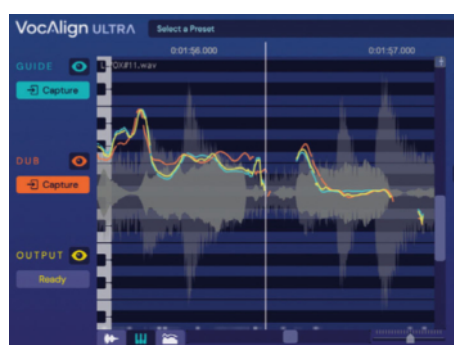 VocAlign ULTRA
Select a Preset
0:01:56.000
0:01:57.000
GUIDE
Capture
DUB
Capture
OUTPUT
Ready